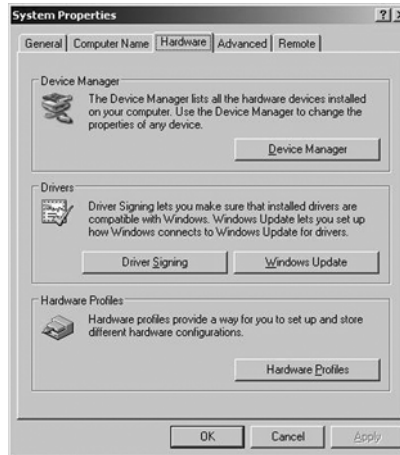 System Properties
General Computer Name Hardware Advanced Remote
Device Manager
The Device Manager lists all the hardware devices installed
on your computer. Use the Device Manager to change the
properties of any device.
Device Manager
Drivers
Driver Signing lets you make sure that installed drivers are
compatible with Windows. Windows Update lets you set up
how Windows connects to Windows Update for drivers.
Driver Signing Windows Update
Hardware Profiles
Hardware profiles provide a way for you to set up and store
different hardware configurations.
Hardware Profiles
OK Cancel Apply